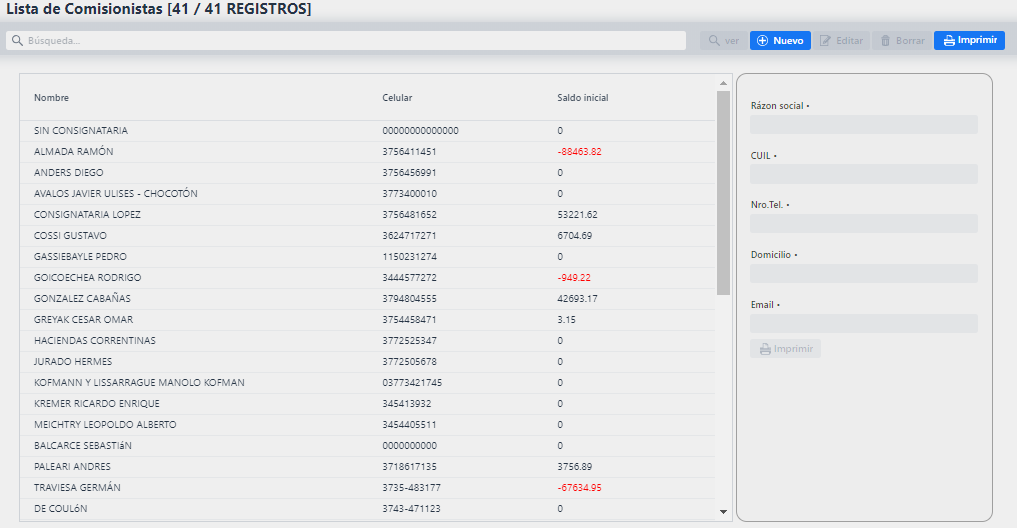 Lista de Comisionistas [41 / 41 REGISTROS]
Búsqueda... ver Nuevo Editar Borrar Imprimir
Nombre Celular Saldo inicial
SIN CONSIGNATARIA 00000000000000 0
ALMADA RAMÓN 3756411451 -88463.82
ANDERS DIEGO 3756456991 0
AVALOS JAVIER ULISES - CHOCOTÓN 3773400010 0
CONSIGNATARIA LOPEZ 3756481652 53221.62
COSSI GUSTAVO 3624717271 6704.69
GASSIEBAYLE PEDRO 1150231274 0
GOICOECHEA RODRIGO 3444577272 -949.22
GONZALEZ CABAÑAS 3794804555 42693.17
GREYAK CESAR OMAR 3754458471 3.15
HACIENDAS CORRENTINAS 3772525347 0
JURADO HERMES 3772505678 0
KOFMANN Y LISSARRAGUE MANOLO KOFMAN 03773421745 0
KREMER RICARDO ENRIQUE 345413932 0
MEICHTRY LEOPOLDO ALBERTO 3454405511 0
BALCARCE SEBASTIáN 0000000000 0
PALEARI ANDRES 3718617135 3756.89
TRAVIESA GERMÁN 3735-483177 -67634.95
DE COULóN 3743-471123 0
Rázon social •
CUIL •
Nro.Tel. •
Domicilio •
Email •
Imprimir